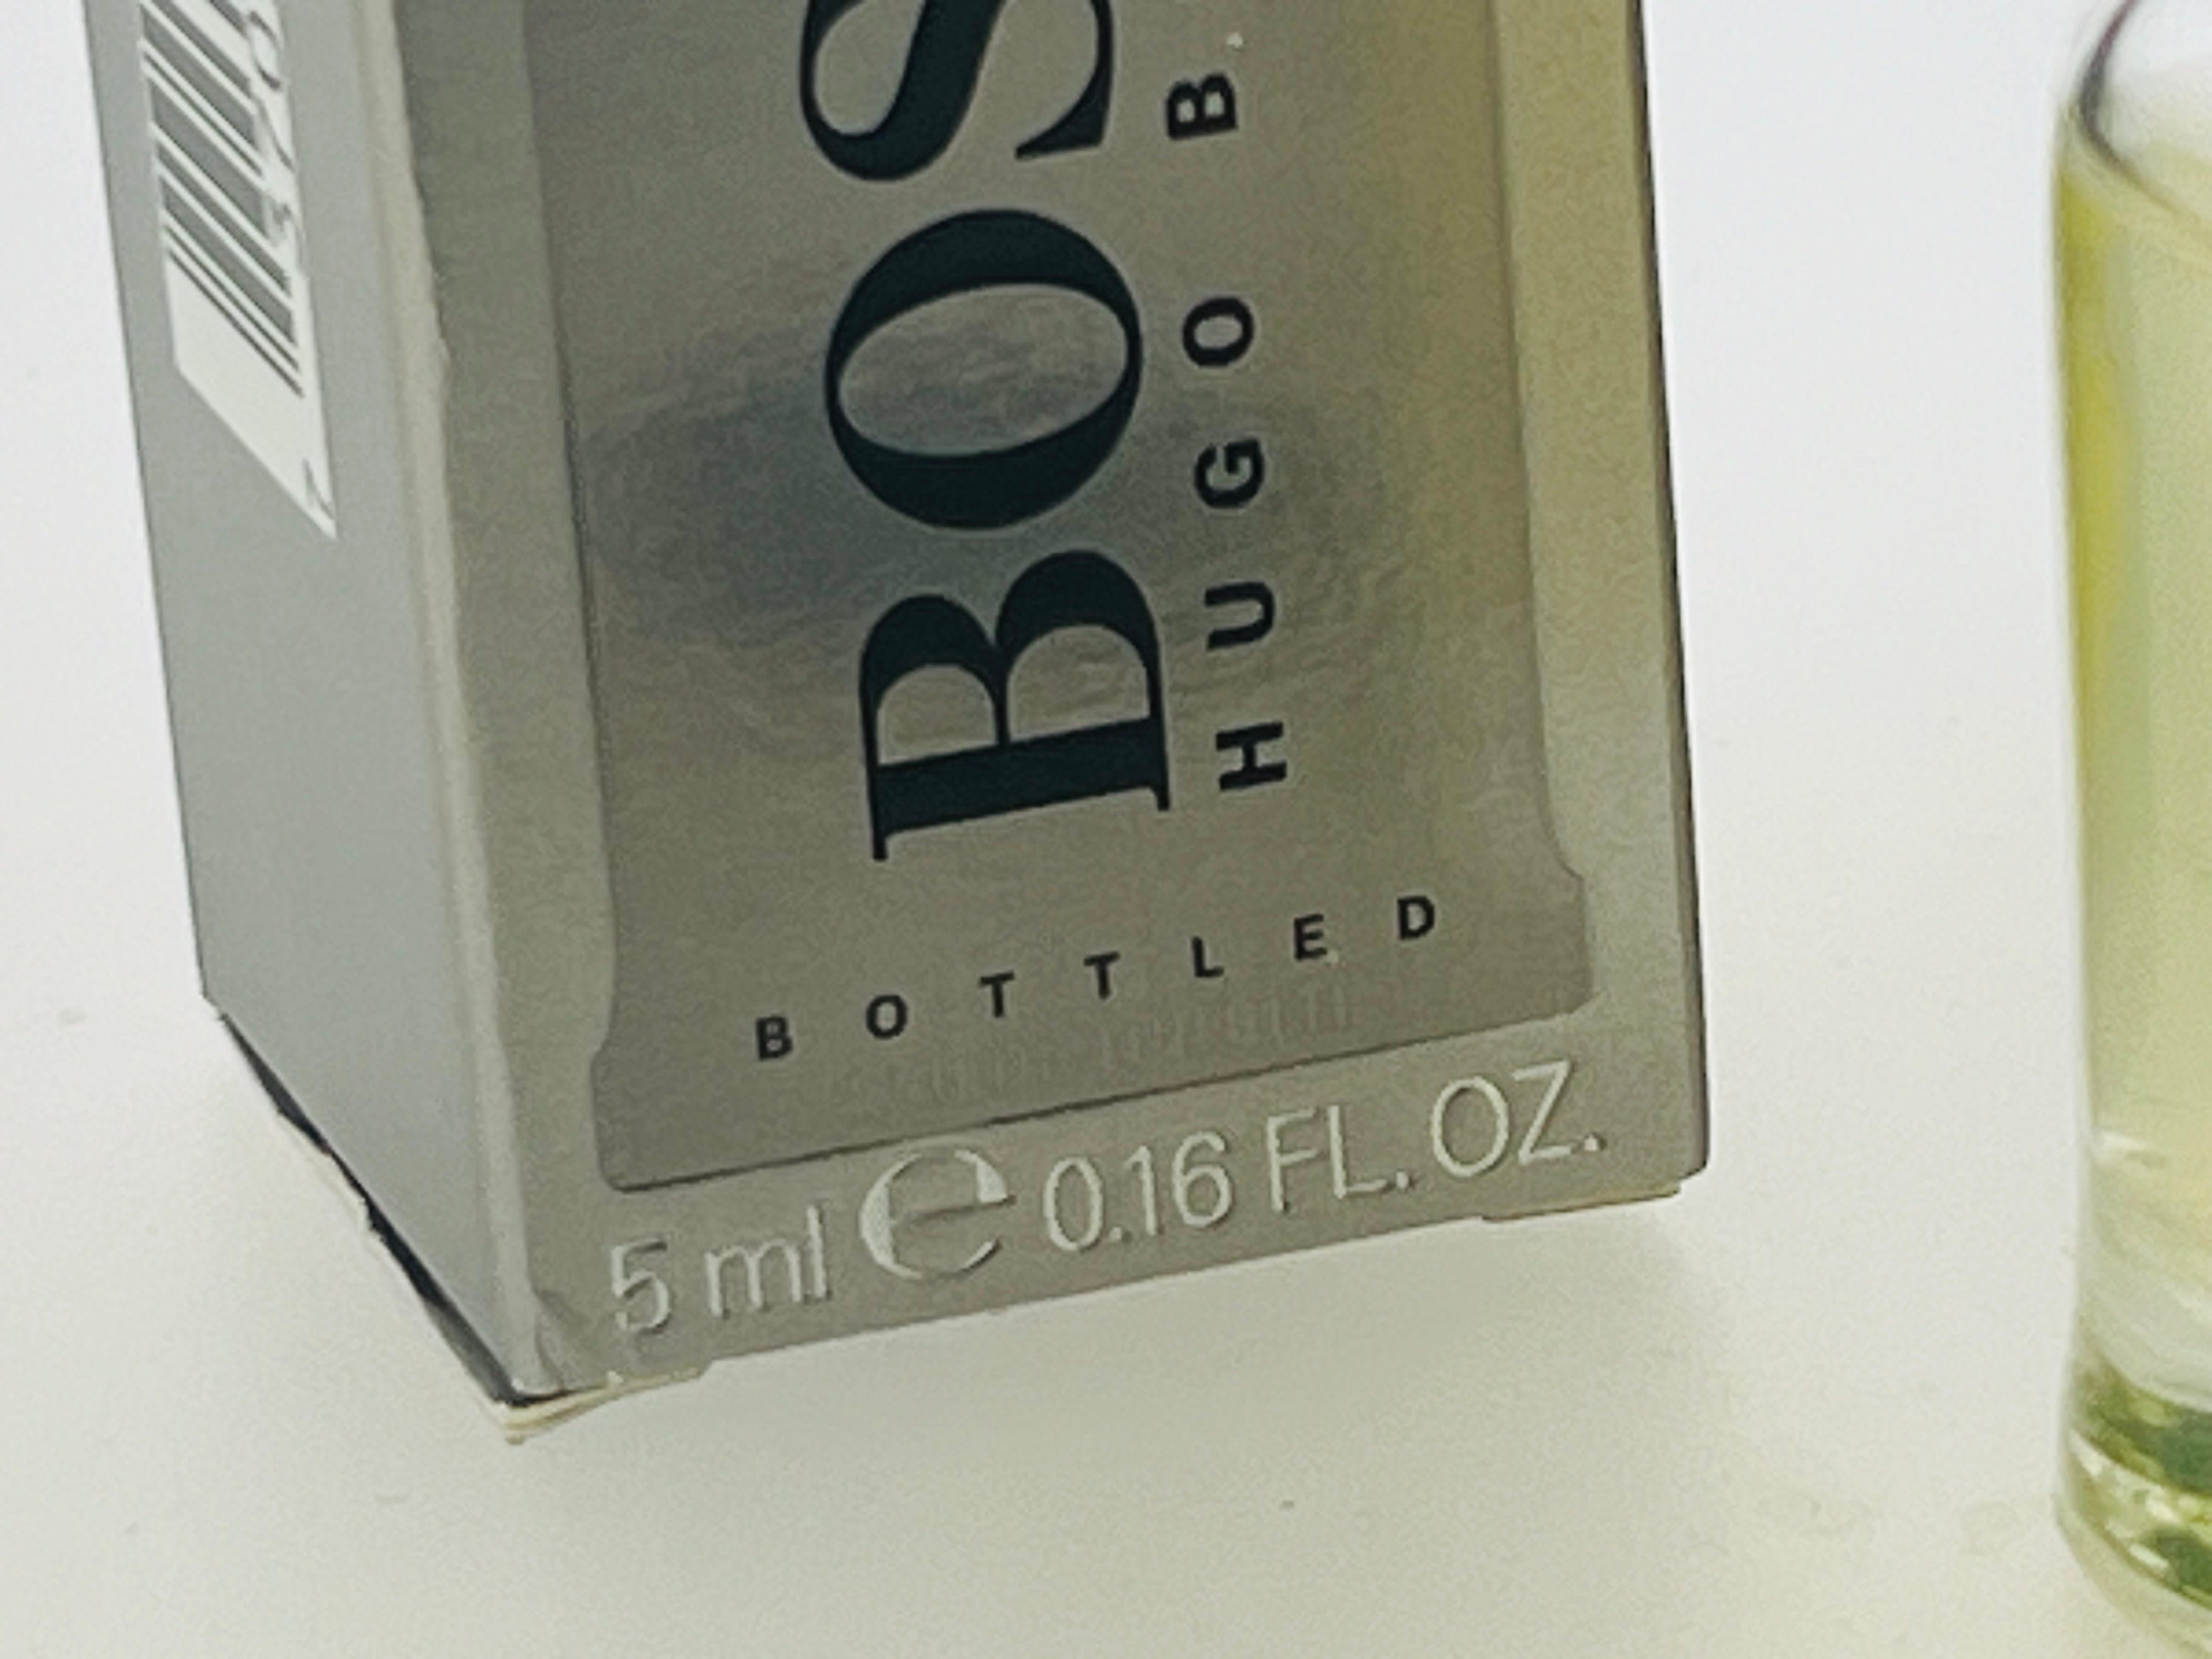 BOS
HUGO B
BOTTLED
5 ml e 0.16 FL. OZ.